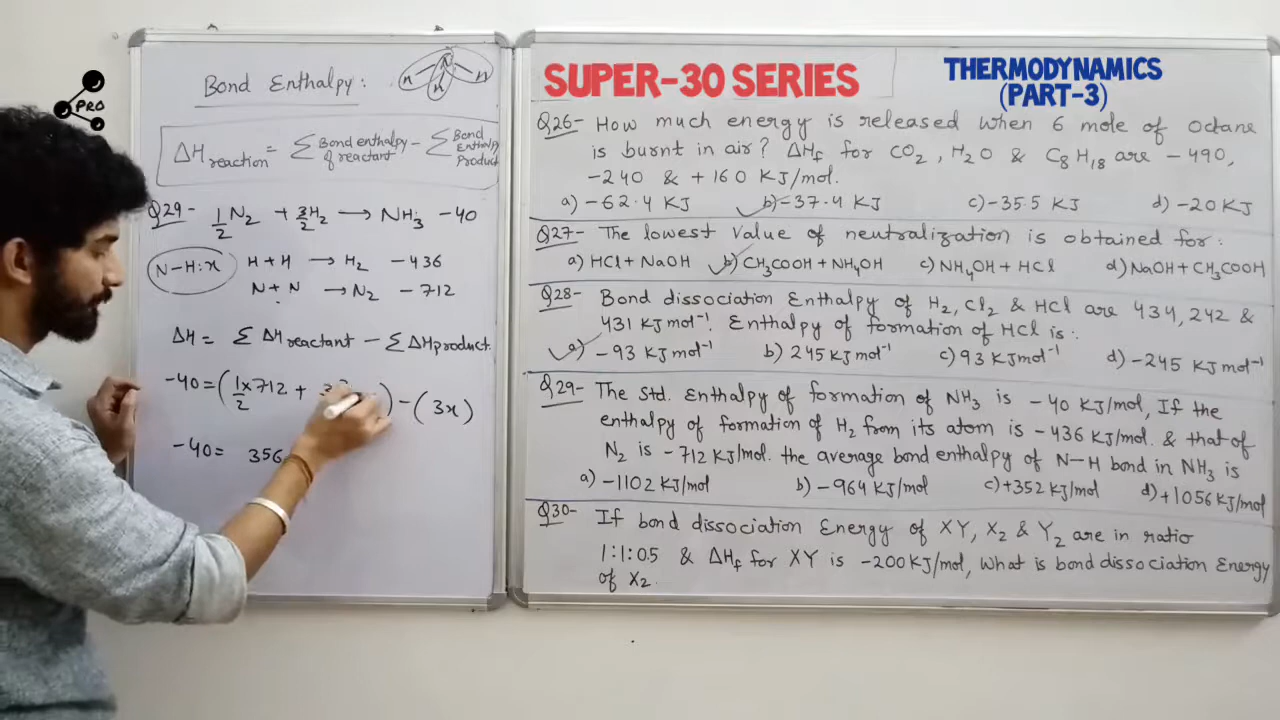 PRO
Bond Enthalpy:
N
H H H
ΔH reaction = Σ Bond enthalpy of reactant - Σ Bond Enthalpy Product
Q29- 1/2 N2 + 3/2 H2 → NH3 -40
N-H:x
H + H → H2 -436
N + N → N2 -712
ΔH = Σ ΔH reactant - Σ ΔH product.
-40 = (1/2 x 712 + ) - (3x)
-40 = 356
SUPER-30 SERIES
THERMODYNAMICS
(PART-3)
Q26- How much energy is released when 6 mole of octane
is burnt in air? ΔHf for CO2, H2O & C8H18 are -490,
-240 & +160 KJ/mol.
a) -62.4 KJ b) -37.4 KJ c) -35.5 KJ d) -20 KJ
Q27- The lowest value of neutralization is obtained for:
a) HCl + NaOH b) CH3COOH + NH4OH c) NH4OH + HCl d) NaOH + CH3COOH
Q28- Bond dissociation Enthalpy of H2, Cl2 & HCl are 434, 242 &
431 KJ mol-1. Enthalpy of formation of HCl is:
a) -93 KJ mol-1 b) 245 KJ mol-1 c) 93 KJ mol-1 d) -245 KJ mol-1
Q29- The Std. Enthalpy of formation of NH3 is -40 KJ/mol, If the
enthalpy of formation of H2 from its atom is -436 KJ/mol. & that of
N2 is -712 KJ/mol. the average bond enthalpy of N-H bond in NH3 is
a) -1102 KJ/mol b) -964 KJ/mol c) +352 KJ/mol d) +1056 KJ/mol
Q30- If bond dissociation Energy of XY, X2 & Y2 are in ratio
1:1:0.5 & ΔHf for XY is -200 KJ/mol, What is bond dissociation Energy
of X2.